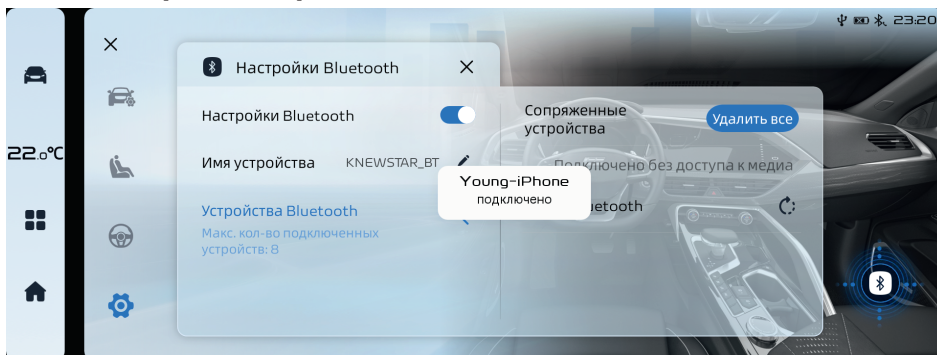 23:20
Настройки Bluetooth
22.0°C
Настройки Bluetooth
Имя устройства KNEWSTAR_BT
Устройства Bluetooth
Макс. кол-во подключенных
устройств: 8
Сопряженные
устройства
Удалить все
Подключено без доступа к медиа
Young-iPhone
подключено